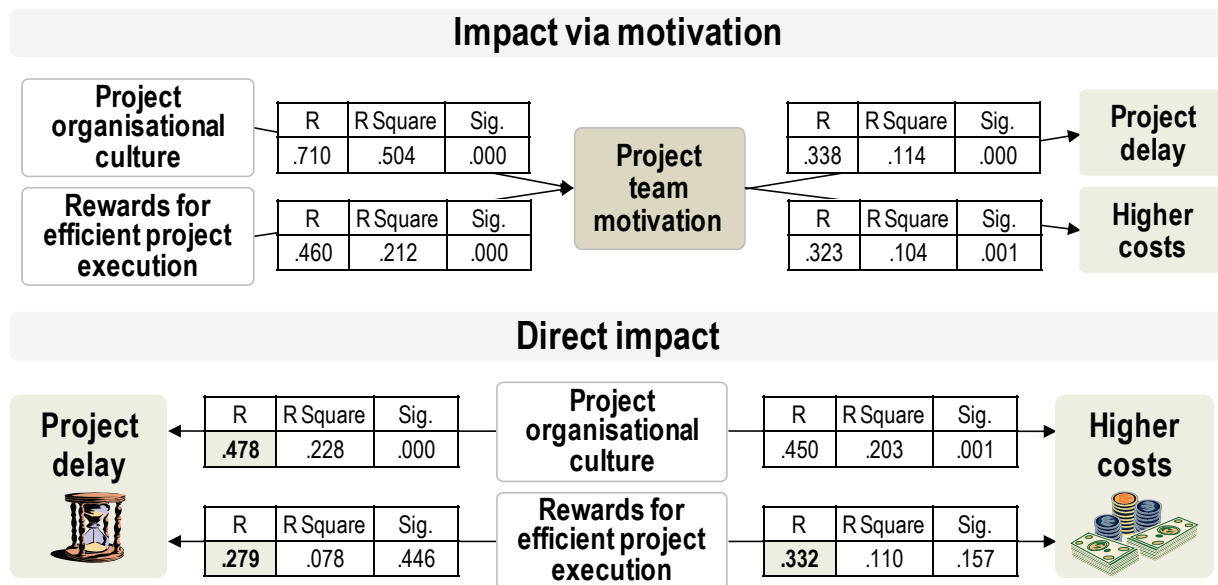 Impact via motivation
Project
organisational
culture
R R Square Sig.
.710 .504 .000
Rewards for
efficient project
execution
R R Square Sig.
.460 .212 .000
Project
team
motivation
R R Square Sig.
.338 .114 .000
Project
delay
R R Square Sig.
.323 .104 .001
Higher
costs
Direct impact
Project
delay
R R Square Sig.
.478 .228 .000
Project
organisational
culture
R R Square Sig.
.450 .203 .001
Higher
costs
R R Square Sig.
.279 .078 .446
Rewards for
efficient project
execution
R R Square Sig.
.332 .110 .157